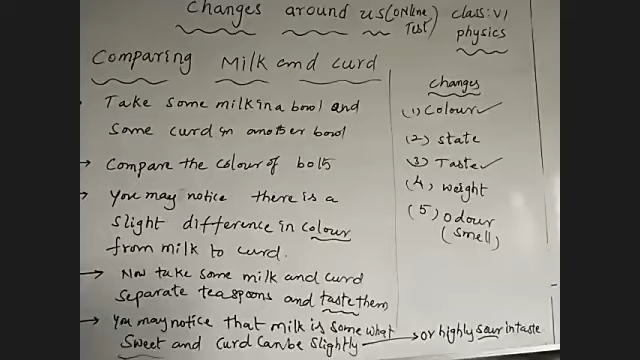 Changes around us (Online Test) class: VI
physics
Comparing Milk and curd
Take some milk in a bowl and
some curd in another bowl
→ Compare the colour of bolts
→ You may notice there is a
slight difference in colour
from milk to curd.
→ Now take some milk and curd
separate teaspoons and taste them
→ You may notice that milk is some what
sweet and curd can be slightly → or highly sour in taste
changes
(1) Colour ✓
(2) state
(3) Taste ✓
(4) weight
(5) odour
(smell)